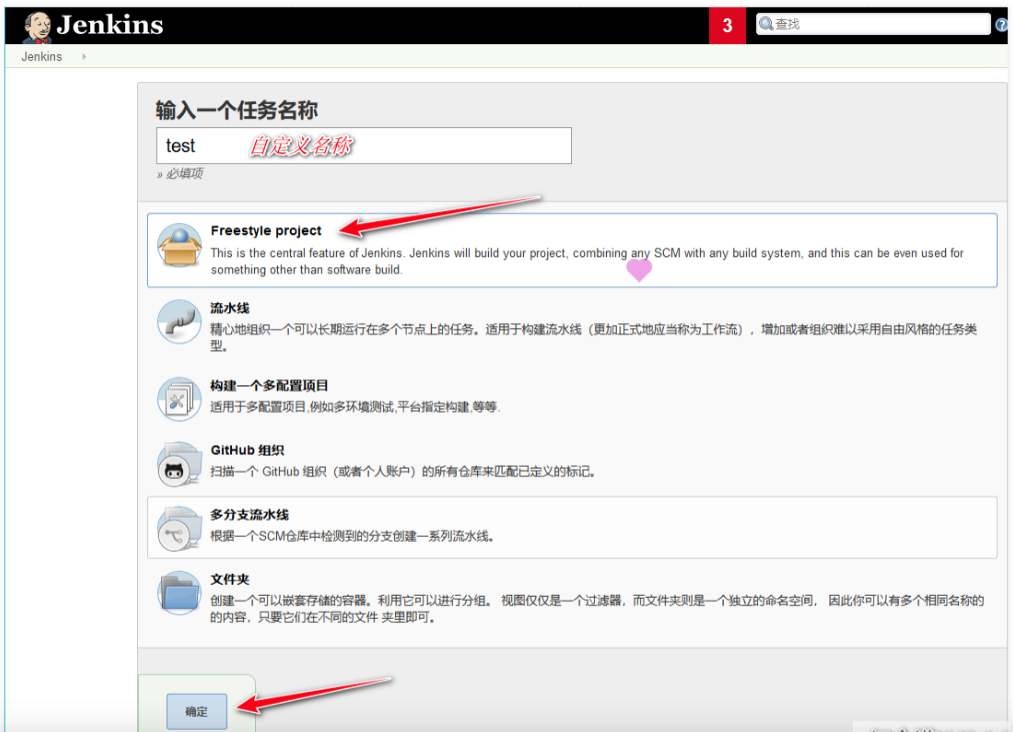 Jenkins
3
查找
Jenkins
输入一个任务名称
test
自定义名称
» 必填项
Freestyle project
This is the central feature of Jenkins. Jenkins will build your project, combining any SCM with any build system, and this can be even used for
something other than software build.
流水线
精心地组织一个可以长期运行在多个节点上的任务。适用于构建流水线（更加正式地应当称为工作流），增加或者组织难以采用自由风格的任务类
型。
构建一个多配置项目
适用于多配置项目,例如多环境测试,平台指定构建,等等.
GitHub 组织
扫描一个 GitHub 组织（或者个人账户）的所有仓库来匹配已定义的标记。
多分支流水线
根据一个SCM仓库中检测到的分支创建一系列流水线。
文件夹
创建一个可以嵌套存储的容器。利用它可以进行分组。 视图仅仅是一个过滤器，而文件夹则是一个独立的命名空间， 因此你可以有多个相同名称的
的内容，只要它们在不同的文件 夹里即可。
确定